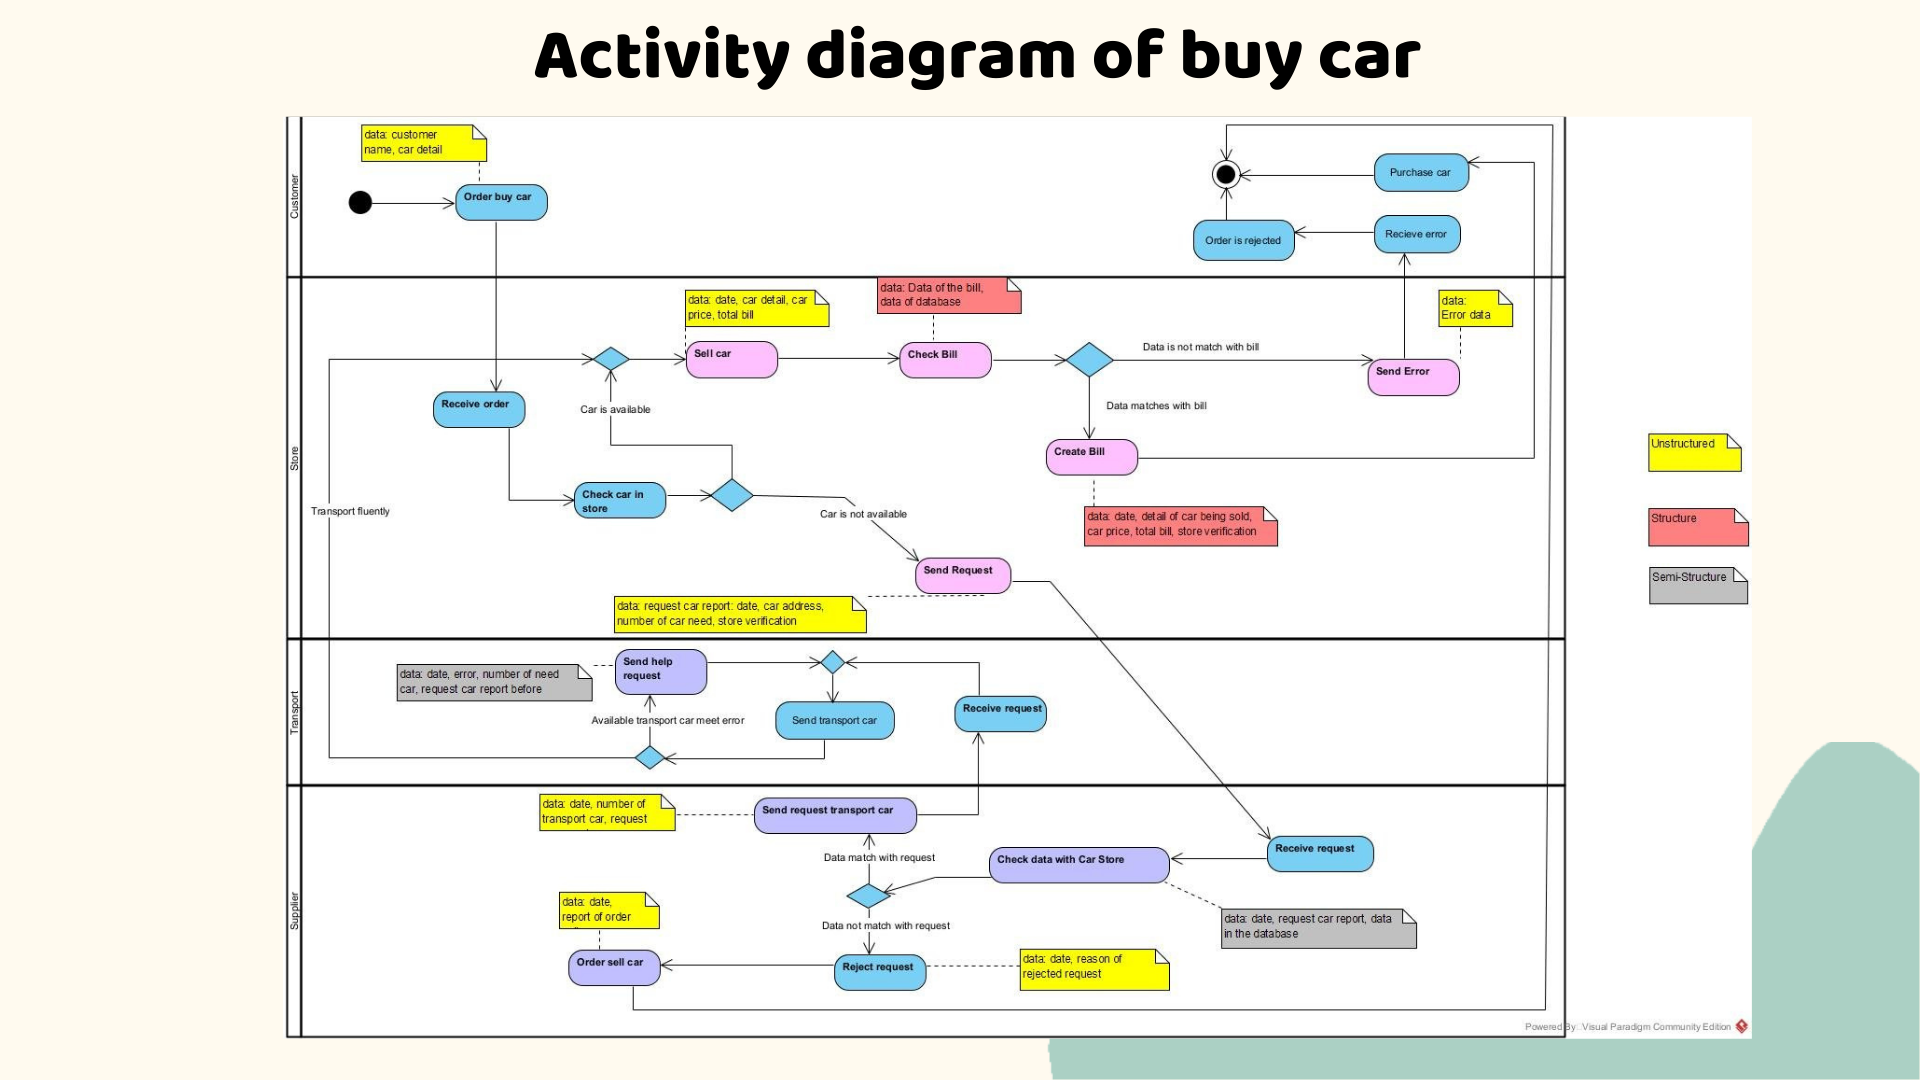 Activity diagram of buy car
Customer
data: customer
name, car detail
Order buy car
Purchase car
Order is rejected
Recieve error
Store
data: date, car detail, car
price, total bill
data: Data of the bill,
data of database
data:
Error data
Sell car
Check Bill
Data is not match with bill
Send Error
Receive order
Car is available
Data matches with bill
Create Bill
Check car in
store
Transport fluently
Car is not available
data: date, detail of car being sold,
car price, total bill, store verification
Send Request
data: request car report: date, car address,
number of car need, store verification
Unstructured
Structure
Semi-Structure
Transport
data: date, error, number of need
car, request car report before
Send help
request
Available transport car meet error
Send transport car
Receive request
Supplier
data: date, number of
transport car, request
Send request transport car
Data match with request
Check data with Car Store
Receive request
data: date,
report of order
Data not match with request
data: date, request car report, data
in the database
Order sell car
Reject request
data: date, reason of
rejected request
Powered By: Visual Paradigm Community Edition